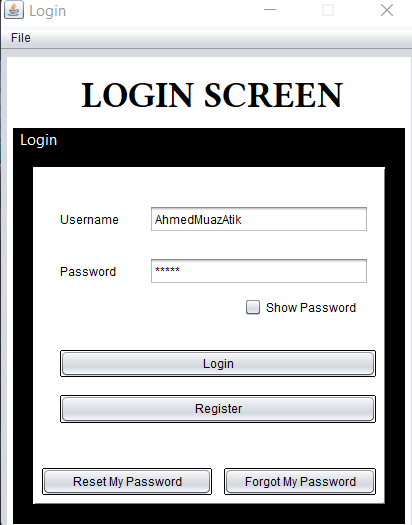 Login
File
LOGIN SCREEN
Login
Username AhmedMuazAtik
Password *****
Show Password
Login
Register
Reset My Password Forgot My Password